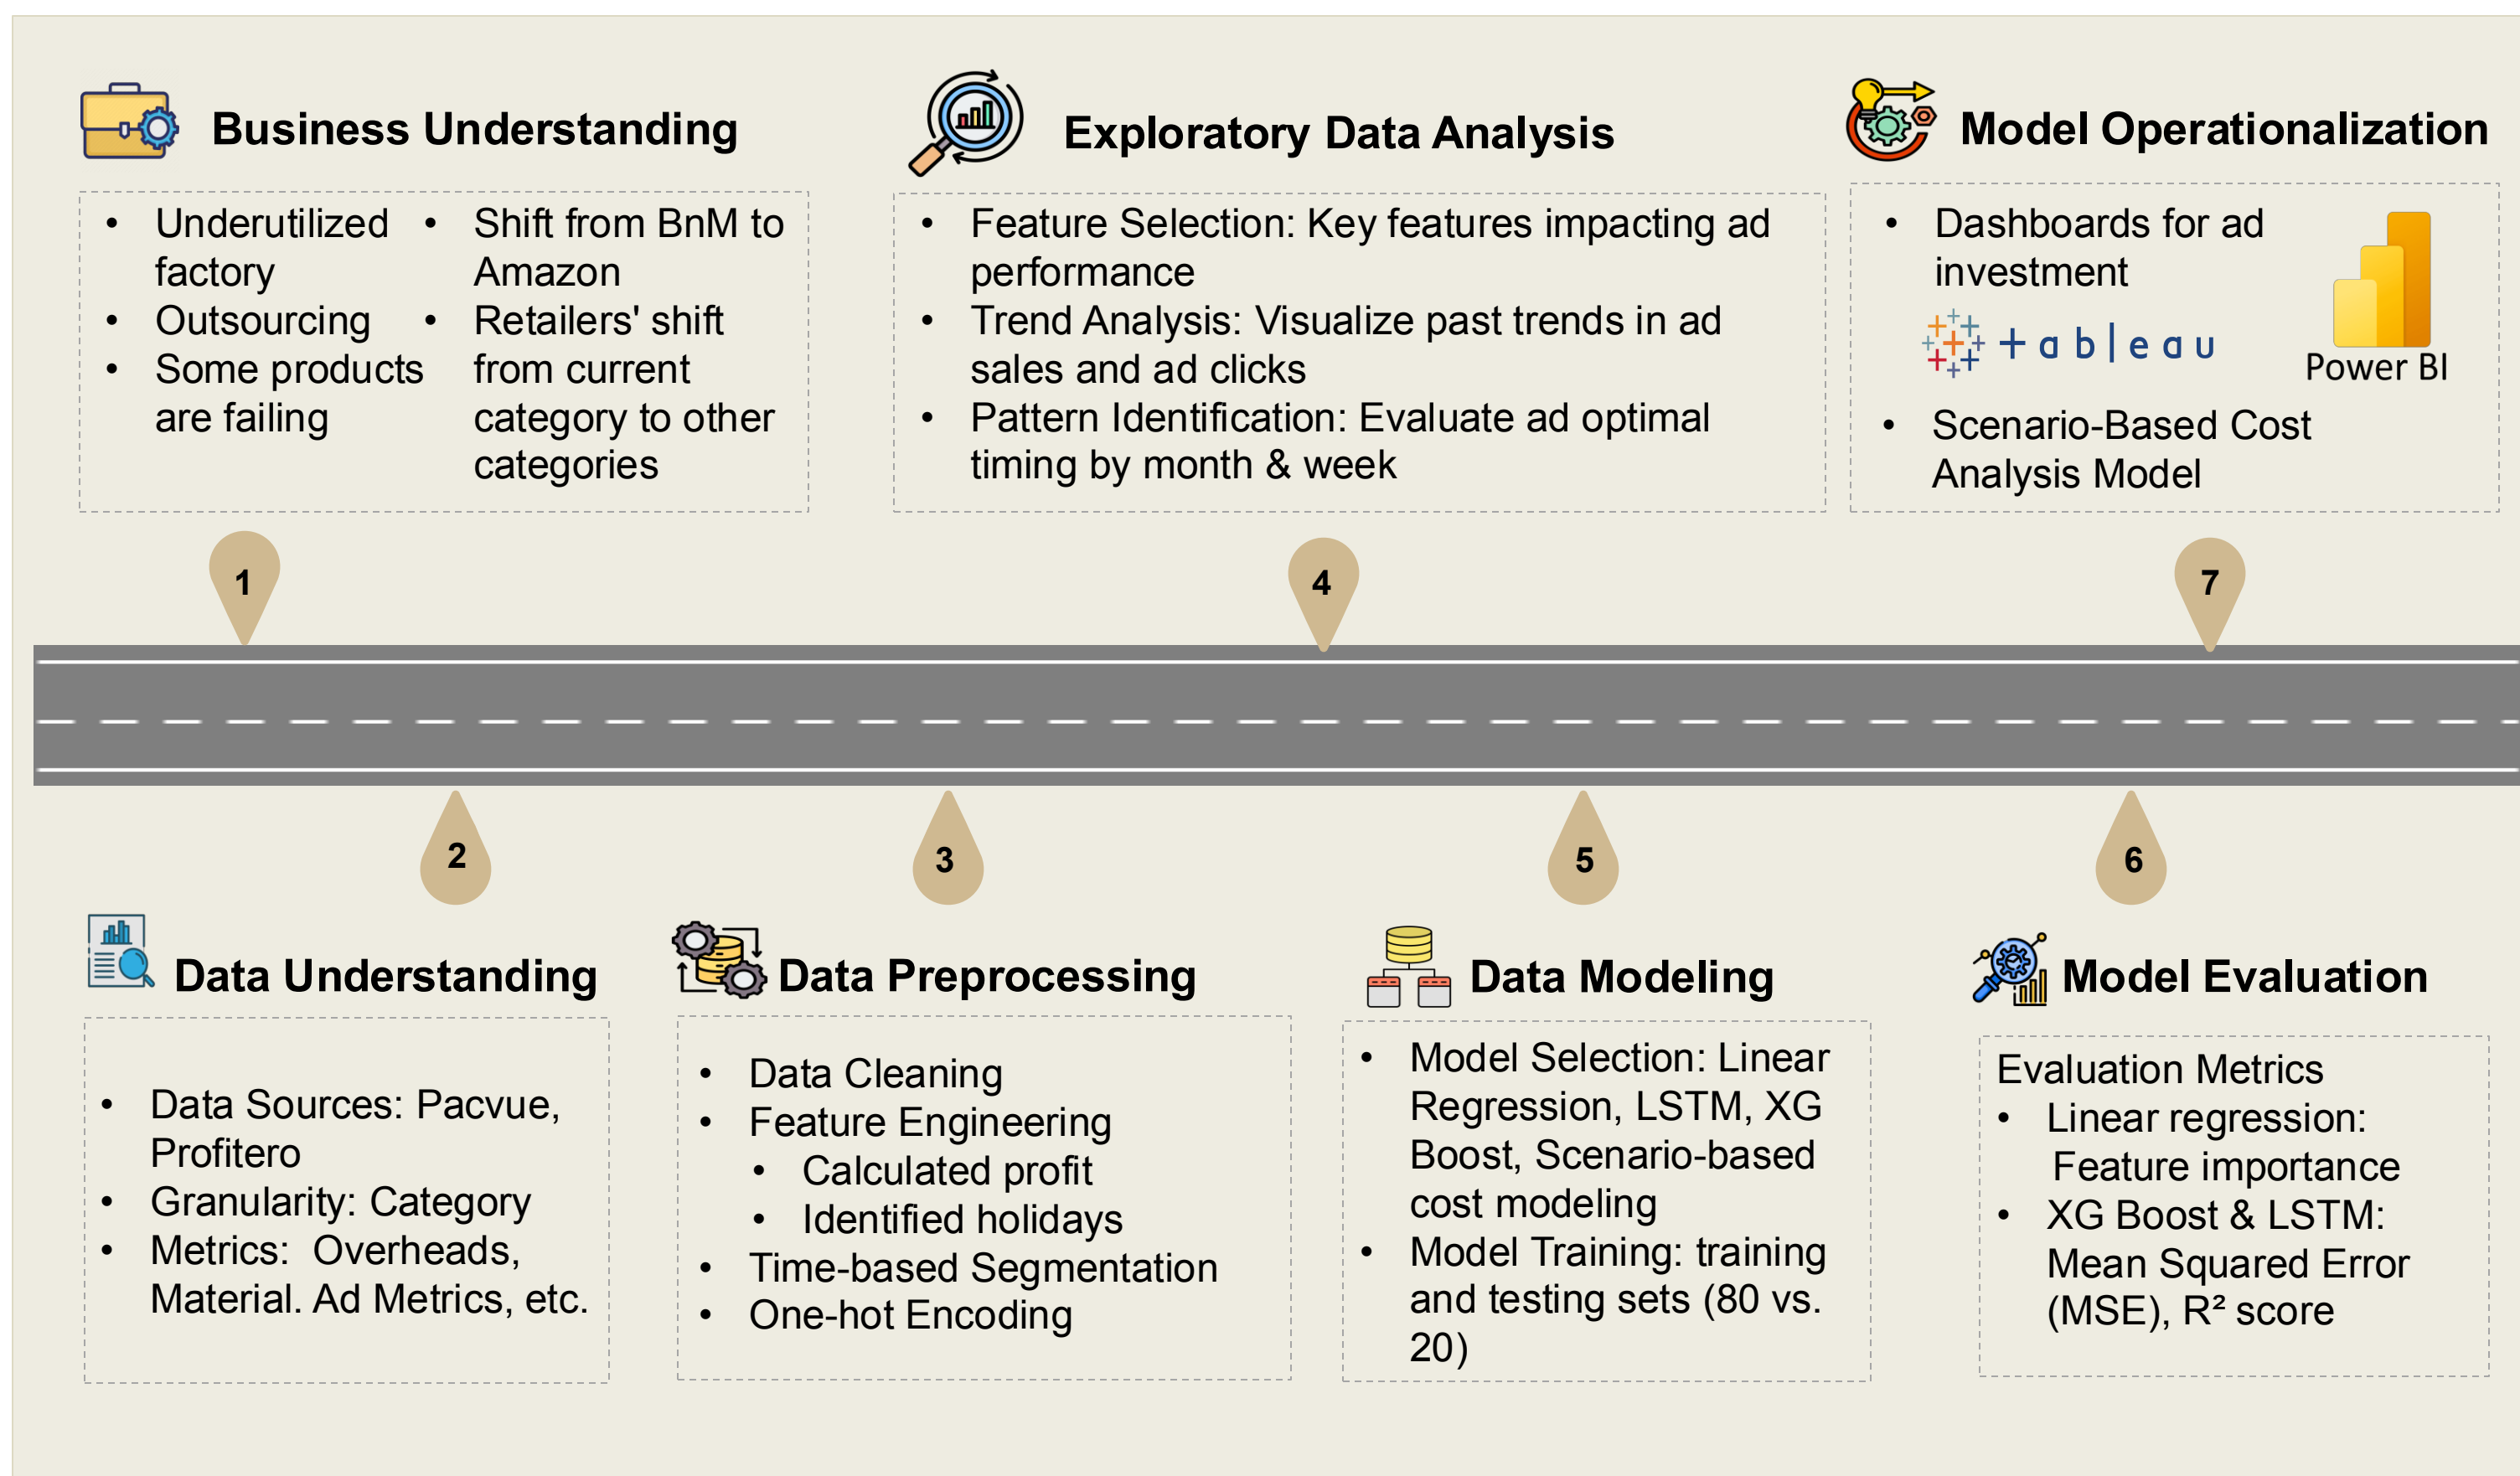 Business Understanding
• Underutilized
factory
• Outsourcing
• Some products
are failing
• Shift from BnM to
Amazon
• Retailers' shift
from current
category to other
categories
Exploratory Data Analysis
• Feature Selection: Key features impacting ad
performance
• Trend Analysis: Visualize past trends in ad
sales and ad clicks
• Pattern Identification: Evaluate ad optimal
timing by month & week
Model Operationalization
• Dashboards for ad
investment
+ableau
Power BI
• Scenario-Based Cost
Analysis Model
1
4
7
2
3
5
6
Data Understanding
• Data Sources: Pacvue,
Profitero
• Granularity: Category
• Metrics:  Overheads,
Material. Ad Metrics, etc.
Data Preprocessing
• Data Cleaning
• Feature Engineering
• Calculated profit
• Identified holidays
• Time-based Segmentation
• One-hot Encoding
Data Modeling
• Model Selection: Linear
Regression, LSTM, XG
Boost, Scenario-based
cost modeling
• Model Training: training
and testing sets (80 vs.
20)
Model Evaluation
Evaluation Metrics
• Linear regression:
Feature importance
• XG Boost & LSTM:
Mean Squared Error
(MSE), R² score